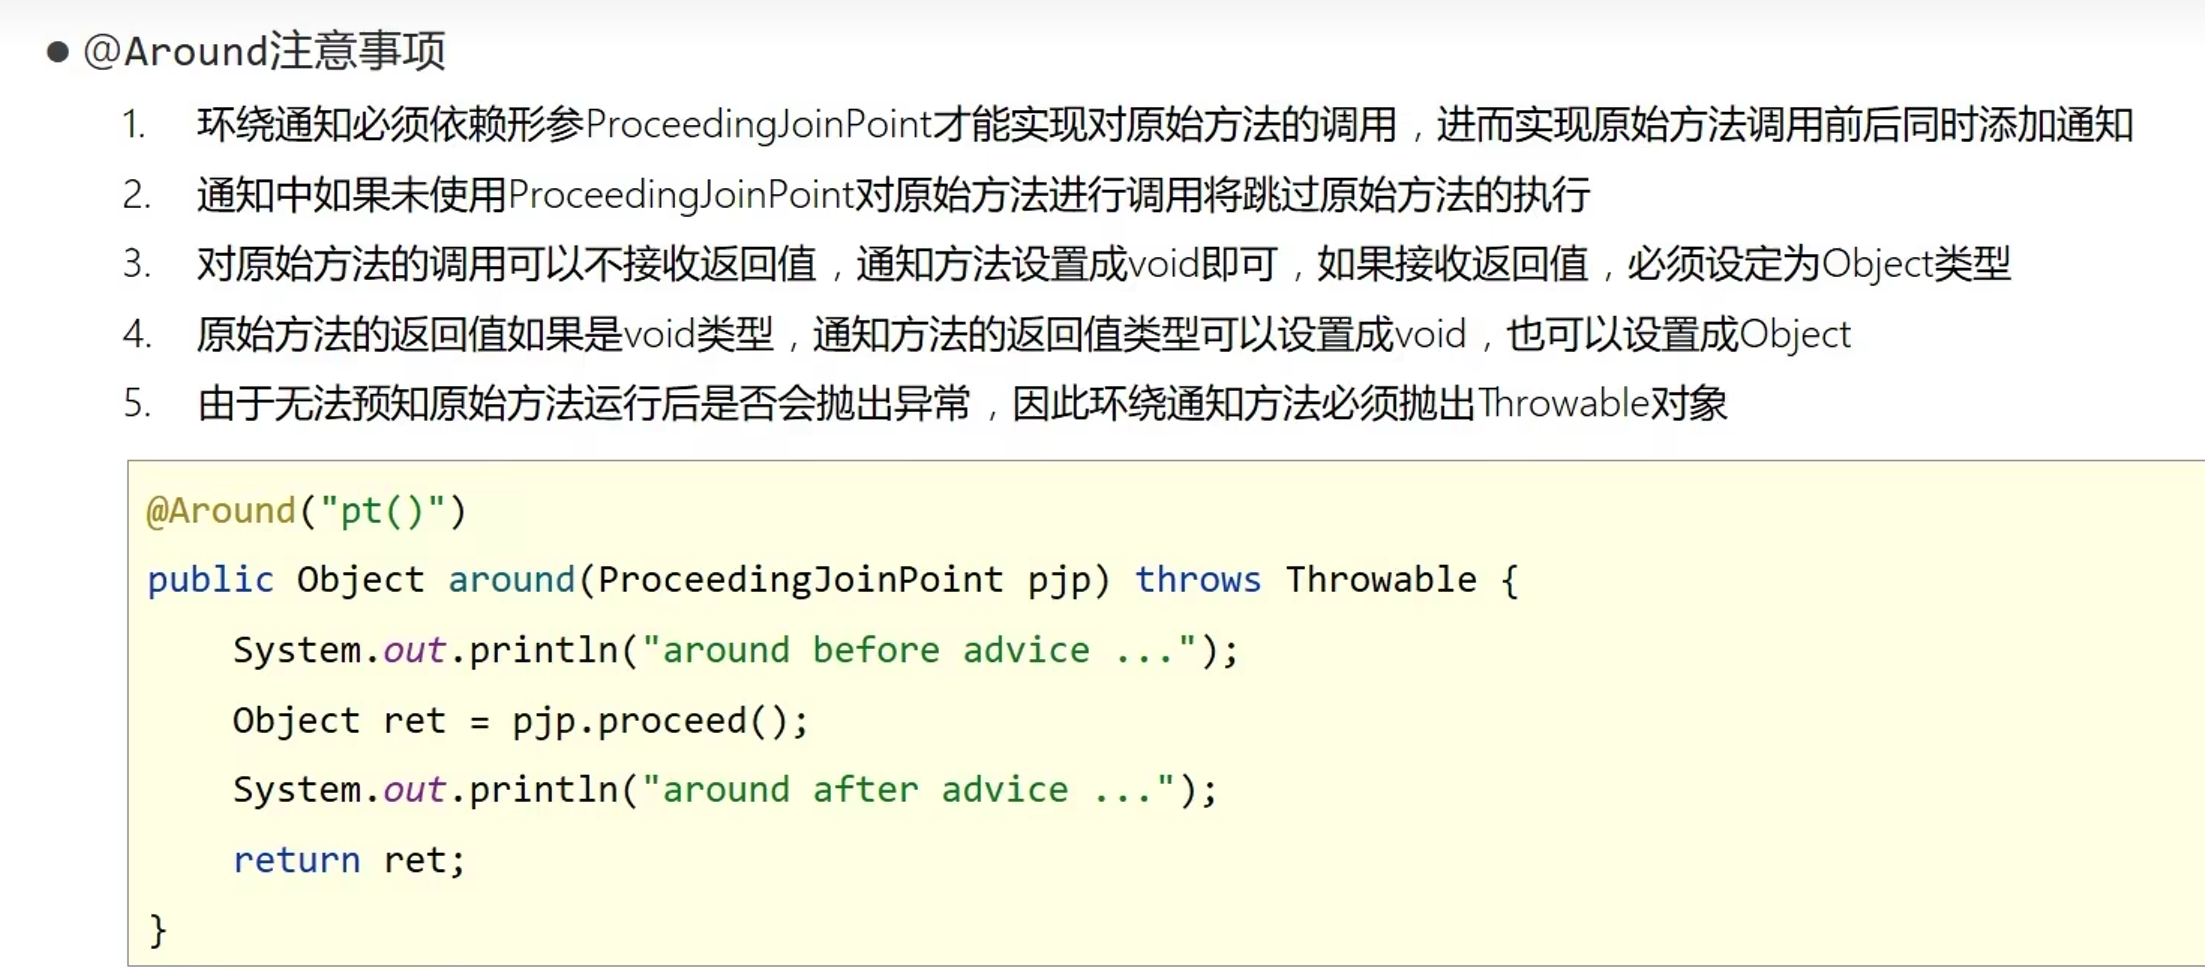 ● @Around注意事项
1. 环绕通知必须依赖形参ProceedingJoinPoint才能实现对原始方法的调用，进而实现原始方法调用前后同时添加通知
2. 通知中如果未使用ProceedingJoinPoint对原始方法进行调用将跳过原始方法的执行
3. 对原始方法的调用可以不接收返回值，通知方法设置成void即可，如果接收返回值，必须设定为Object类型
4. 原始方法的返回值如果是void类型，通知方法的返回值类型可以设置成void，也可以设置成Object
5. 由于无法预知原始方法运行后是否会抛出异常，因此环绕通知方法必须抛出Throwable对象
@Around("pt()")
public Object around(ProceedingJoinPoint pjp) throws Throwable {
    System.out.println("around before advice ...");
    Object ret = pjp.proceed();
    System.out.println("around after advice ...");
    return ret;
}